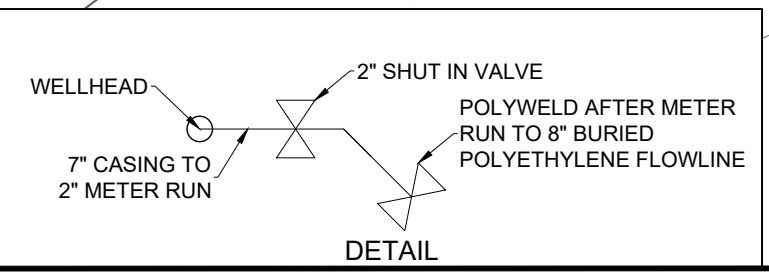 WELLHEAD
2" SHUT IN VALVE
POLYWELD AFTER METER
RUN TO 8" BURIED
POLYETHYLENE FLOWLINE
7" CASING TO
2" METER RUN
DETAIL